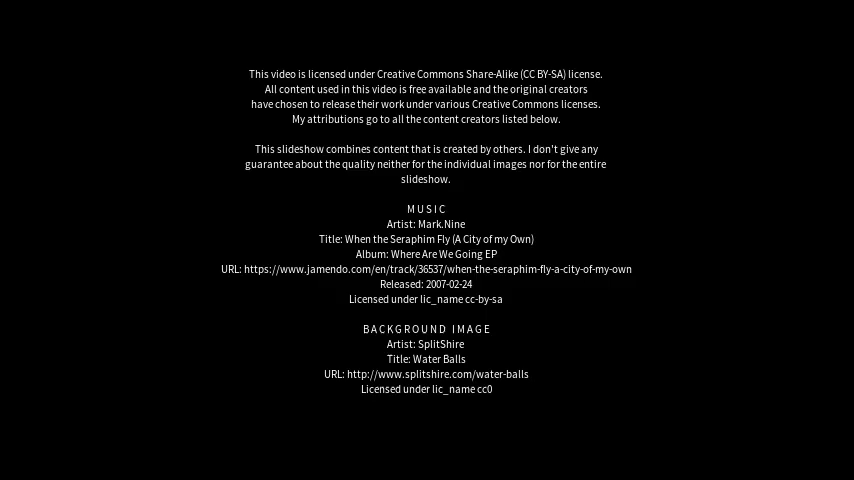 This video is licensed under Creative Commons Share-Alike (CC BY-SA) license.
All content used in this video is free available and the original creators
have chosen to release their work under various Creative Commons licenses.
My attributions go to all the content creators listed below.
This slideshow combines content that is created by others. I don't give any
guarantee about the quality neither for the individual images nor for the entire
slideshow.
M U S I C
Artist: Mark.Nine
Title: When the Seraphim Fly (A City of my Own)
Album: Where Are We Going EP
URL: https://www.jamendo.com/en/track/36537/when-the-seraphim-fly-a-city-of-my-own
Released: 2007-02-24
Licensed under lic_name cc-by-sa
B A C K G R O U N D   I M A G E
Artist: SplitShire
Title: Water Balls
URL: http://www.splitshire.com/water-balls
Licensed under lic_name cc0